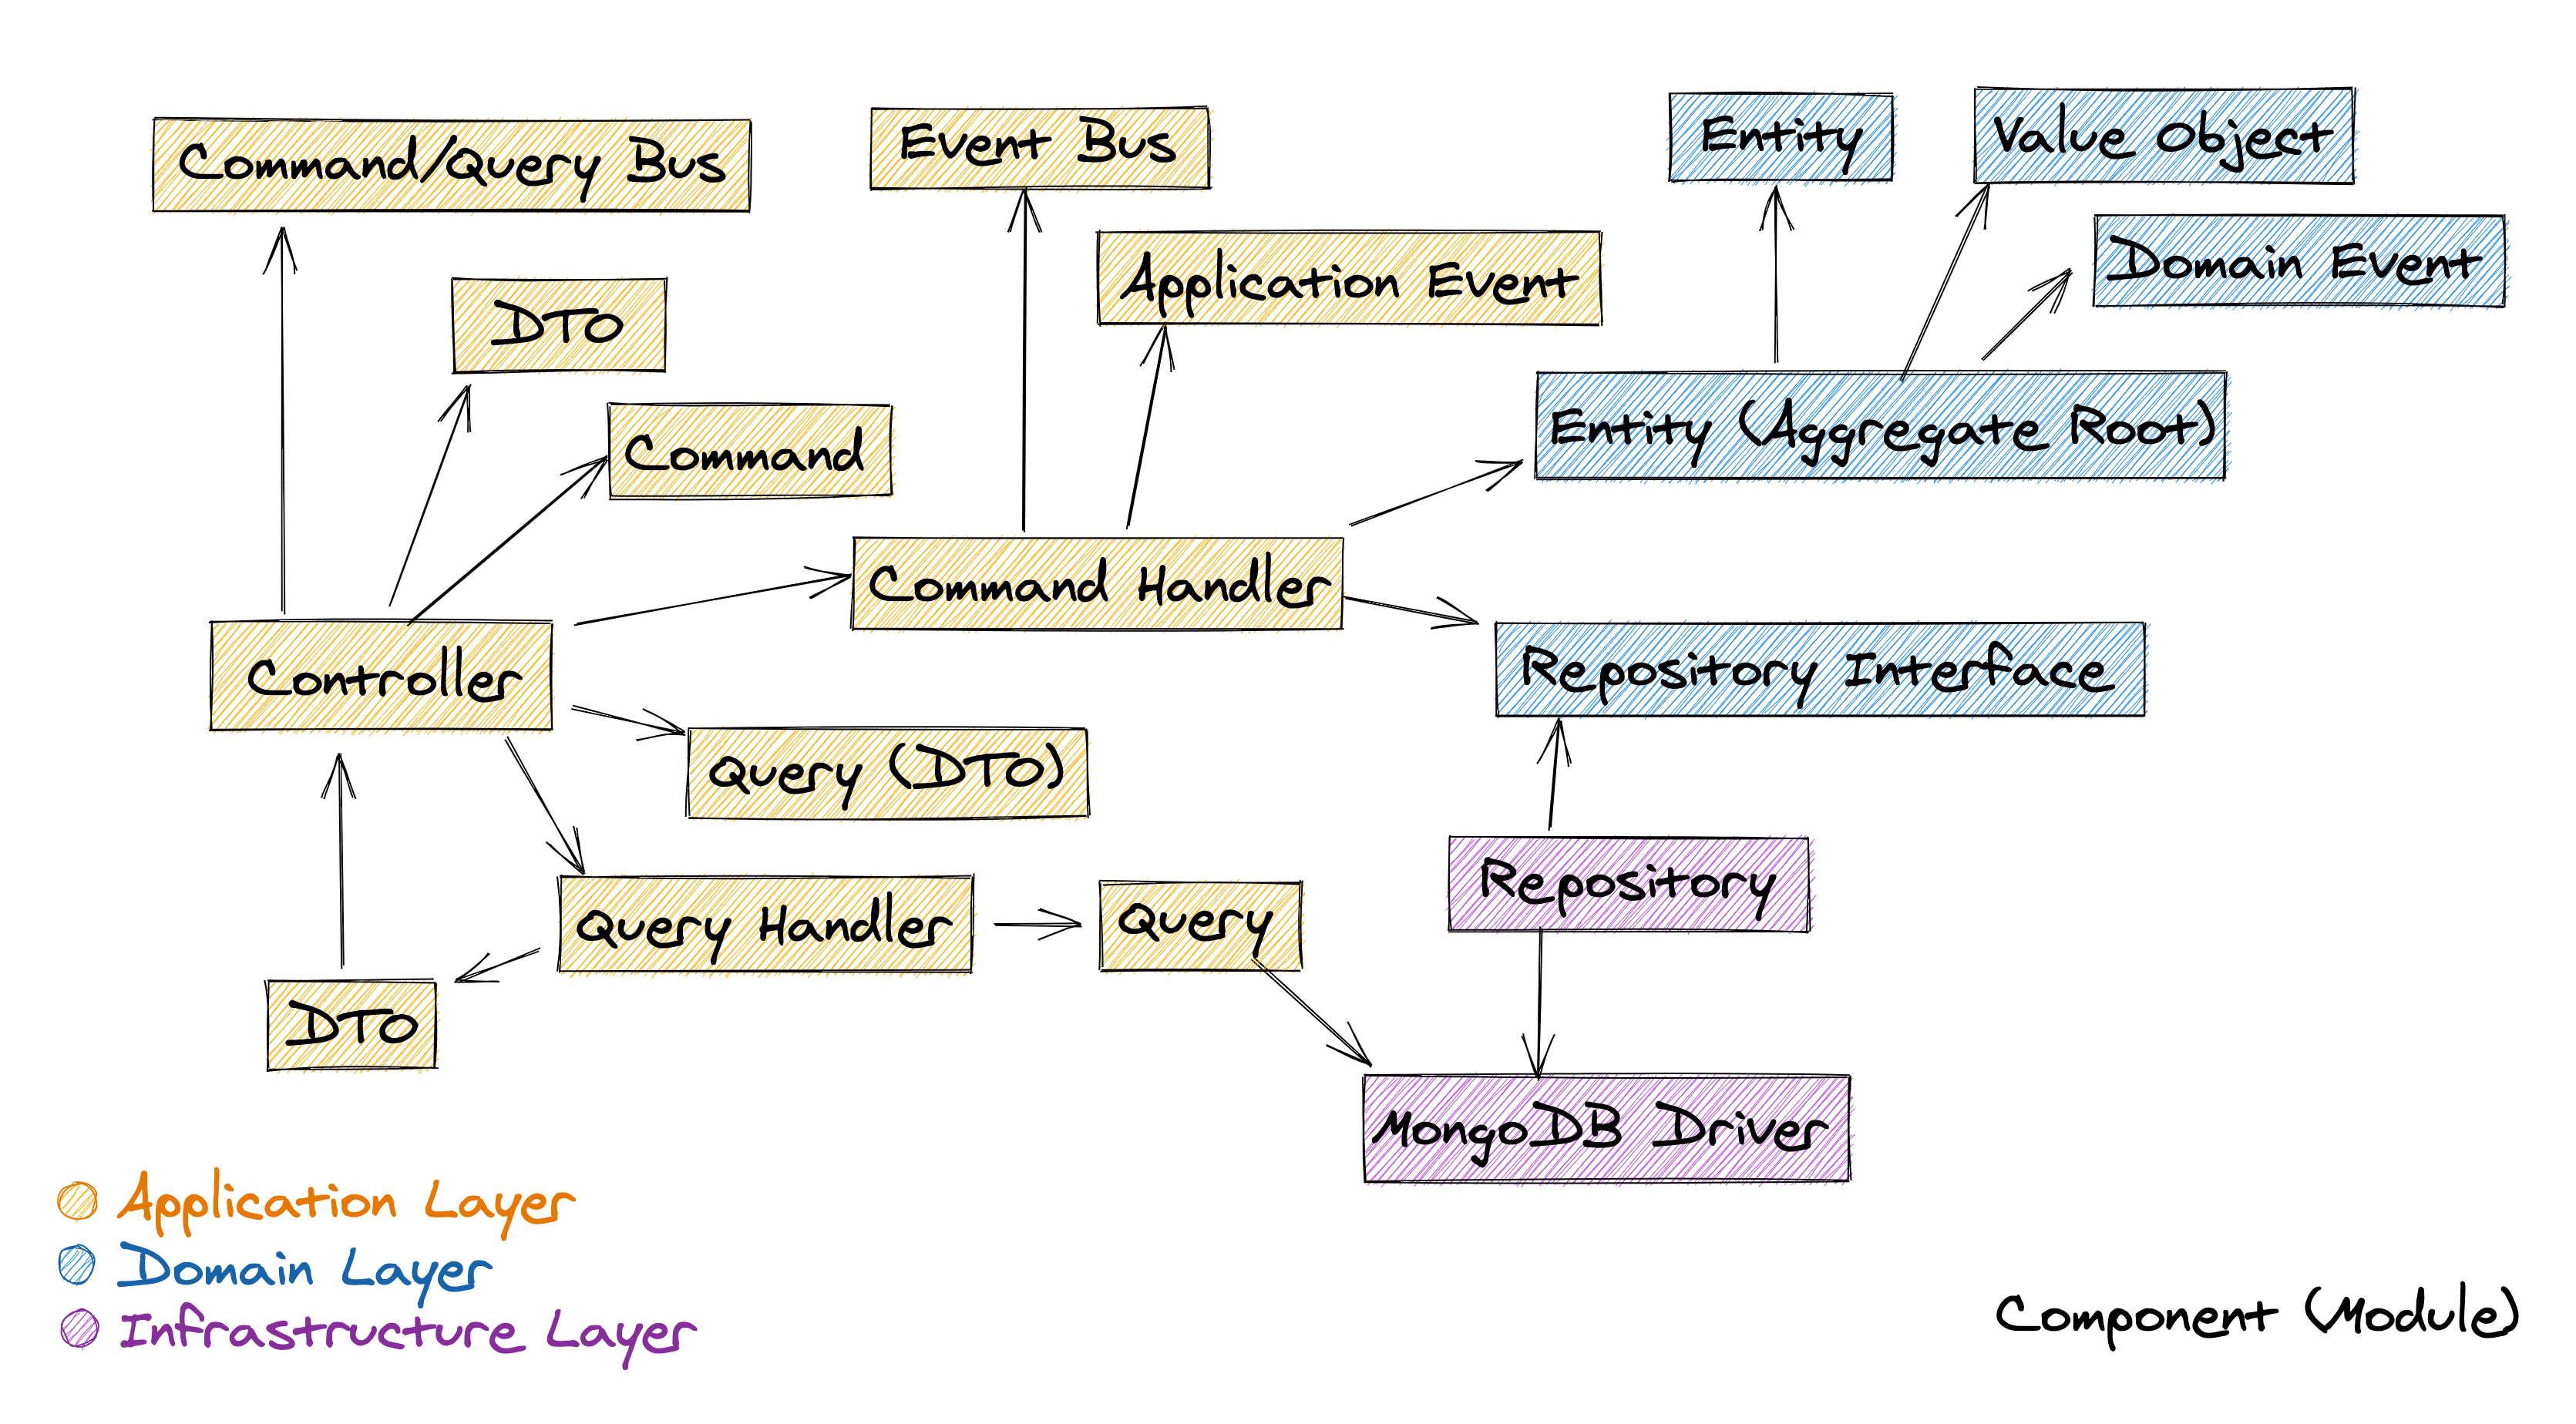 Command/Query Bus
Event Bus
Entity
Value Object
Application Event
Domain Event
DTO
Command
Entity (Aggregate Root)
Command Handler
Controller
Repository Interface
Query (DTO)
Repository
Query Handler
Query
DTO
MongoDB Driver
Application Layer
Domain Layer
Infrastructure Layer
Component (Module)